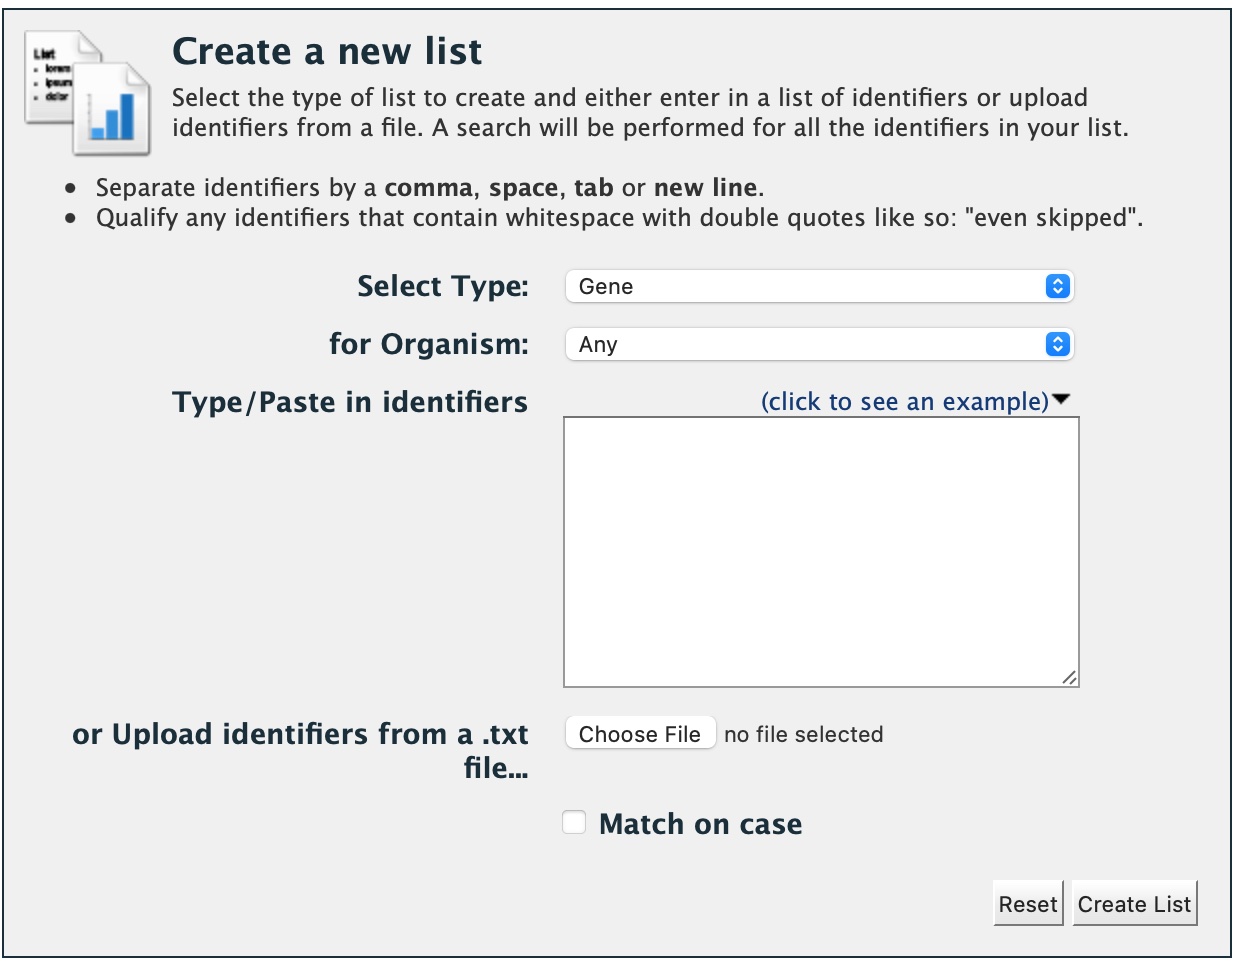 Create a new list
List
lorem
ipsum
dolor
Select the type of list to create and either enter in a list of identifiers or upload
identifiers from a file. A search will be performed for all the identifiers in your list.
• Separate identifiers by a comma, space, tab or new line.
• Qualify any identifiers that contain whitespace with double quotes like so: "even skipped".
Select Type: Gene
for Organism: Any
Type/Paste in identifiers (click to see an example)▼
or Upload identifiers from a .txt Choose File no file selected
file...
Match on case
Reset Create List